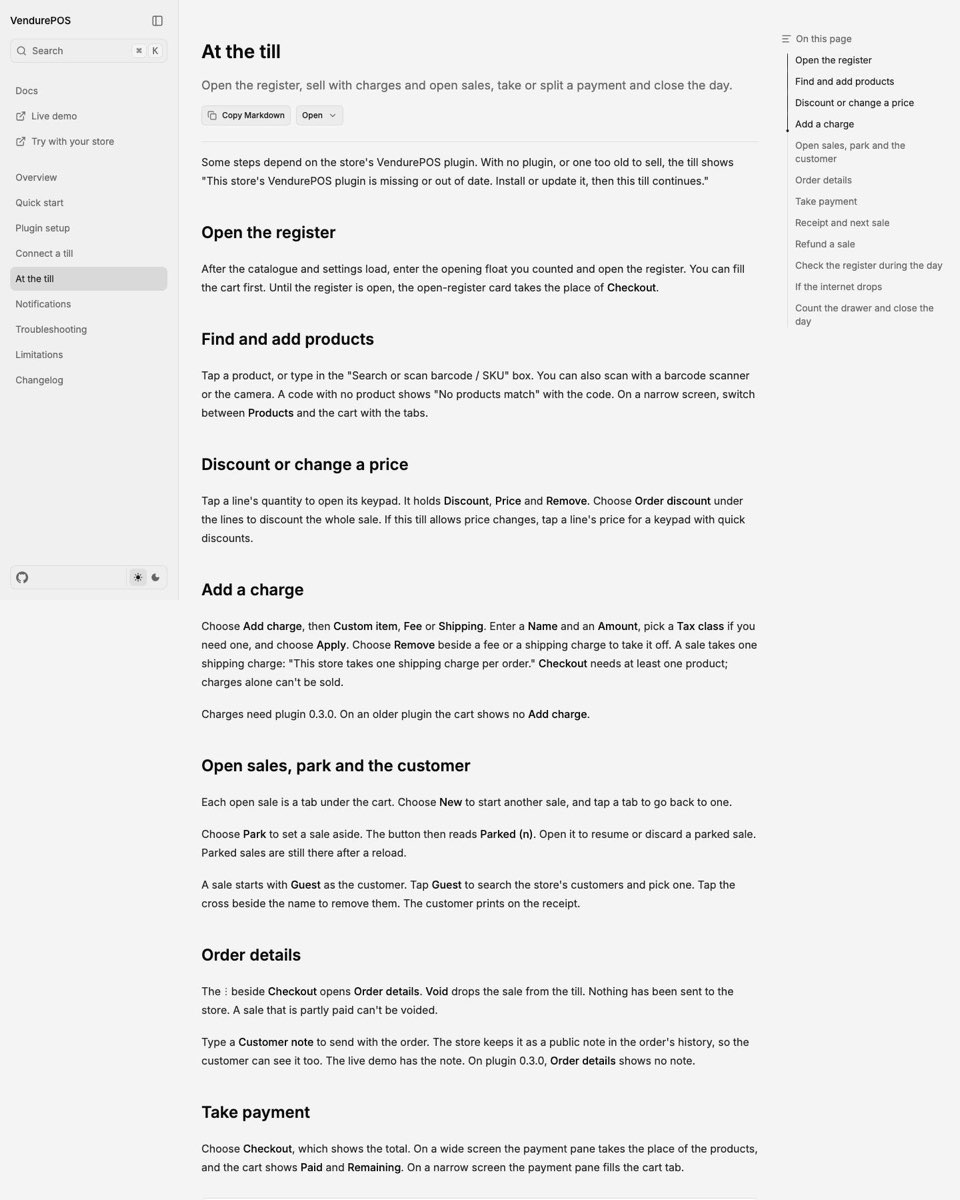 VendurePOS
Search
⌘ K
Docs
Live demo
Try with your store
Overview
Quick start
Plugin setup
Connect a till
At the till
Notifications
Troubleshooting
Limitations
Changelog
At the till
Open the register, sell with charges and open sales, take or split a payment and close the day.
Copy Markdown
Open
Some steps depend on the store's VendurePOS plugin. With no plugin, or one too old to sell, the till shows
"This store's VendurePOS plugin is missing or out of date. Install or update it, then this till continues."
Open the register
After the catalogue and settings load, enter the opening float you counted and open the register. You can fill
the cart first. Until the register is open, the open-register card takes the place of Checkout.
Find and add products
Tap a product, or type in the "Search or scan barcode / SKU" box. You can also scan with a barcode scanner
or the camera. A code with no product shows "No products match" with the code. On a narrow screen, switch
between Products and the cart with the tabs.
Discount or change a price
Tap a line's quantity to open its keypad. It holds Discount, Price and Remove. Choose Order discount under
the lines to discount the whole sale. If this till allows price changes, tap a line's price for a keypad with quick
discounts.
Add a charge
Choose Add charge, then Custom item, Fee or Shipping. Enter a Name and an Amount, pick a Tax class if you
need one, and choose Apply. Choose Remove beside a fee or a shipping charge to take it off. A sale takes one
shipping charge: "This store takes one shipping charge per order." Checkout needs at least one product;
charges alone can't be sold.
Charges need plugin 0.3.0. On an older plugin the cart shows no Add charge.
Open sales, park and the customer
Each open sale is a tab under the cart. Choose New to start another sale, and tap a tab to go back to one.
Choose Park to set a sale aside. The button then reads Parked (n). Open it to resume or discard a parked sale.
Parked sales are still there after a reload.
A sale starts with Guest as the customer. Tap Guest to search the store's customers and pick one. Tap the
cross beside the name to remove them. The customer prints on the receipt.
Order details
The ⋮ beside Checkout opens Order details. Void drops the sale from the till. Nothing has been sent to the
store. A sale that is partly paid can't be voided.
Type a Customer note to send with the order. The store keeps it as a public note in the order's history, so the
customer can see it too. The live demo has the note. On plugin 0.3.0, Order details shows no note.
Take payment
Choose Checkout, which shows the total. On a wide screen the payment pane takes the place of the products,
and the cart shows Paid and Remaining. On a narrow screen the payment pane fills the cart tab.
On this page
Open the register
Find and add products
Discount or change a price
Add a charge
Open sales, park and the
customer
Order details
Take payment
Receipt and next sale
Refund a sale
Check the register during the day
If the internet drops
Count the drawer and close the
day